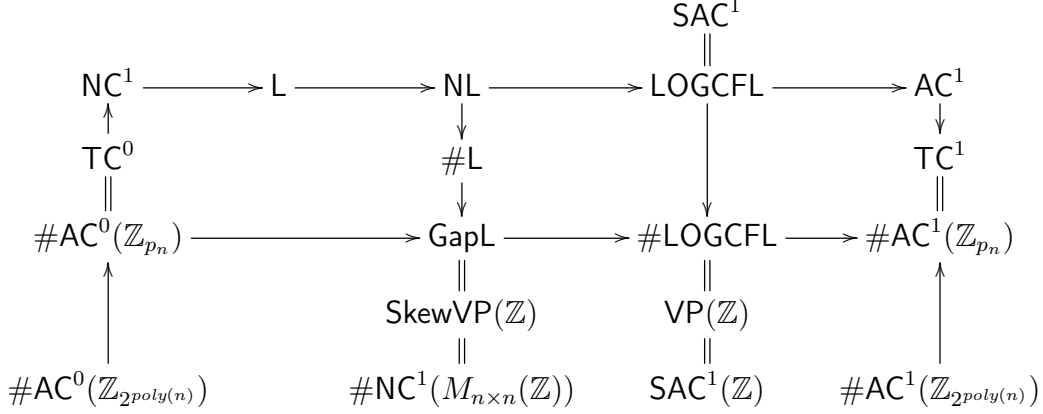 SAC¹
NC¹ L NL LOGCFL AC¹
TC⁰ #L TC¹
#AC⁰(ℤ_{p_n}) GapL #LOGCFL #AC¹(ℤ_{p_n})
SkewVP(ℤ) VP(ℤ)
#AC⁰(ℤ_{2^{poly(n)}}) #NC¹(M_{n×n}(ℤ)) SAC¹(ℤ) #AC¹(ℤ_{2^{poly(n)}})